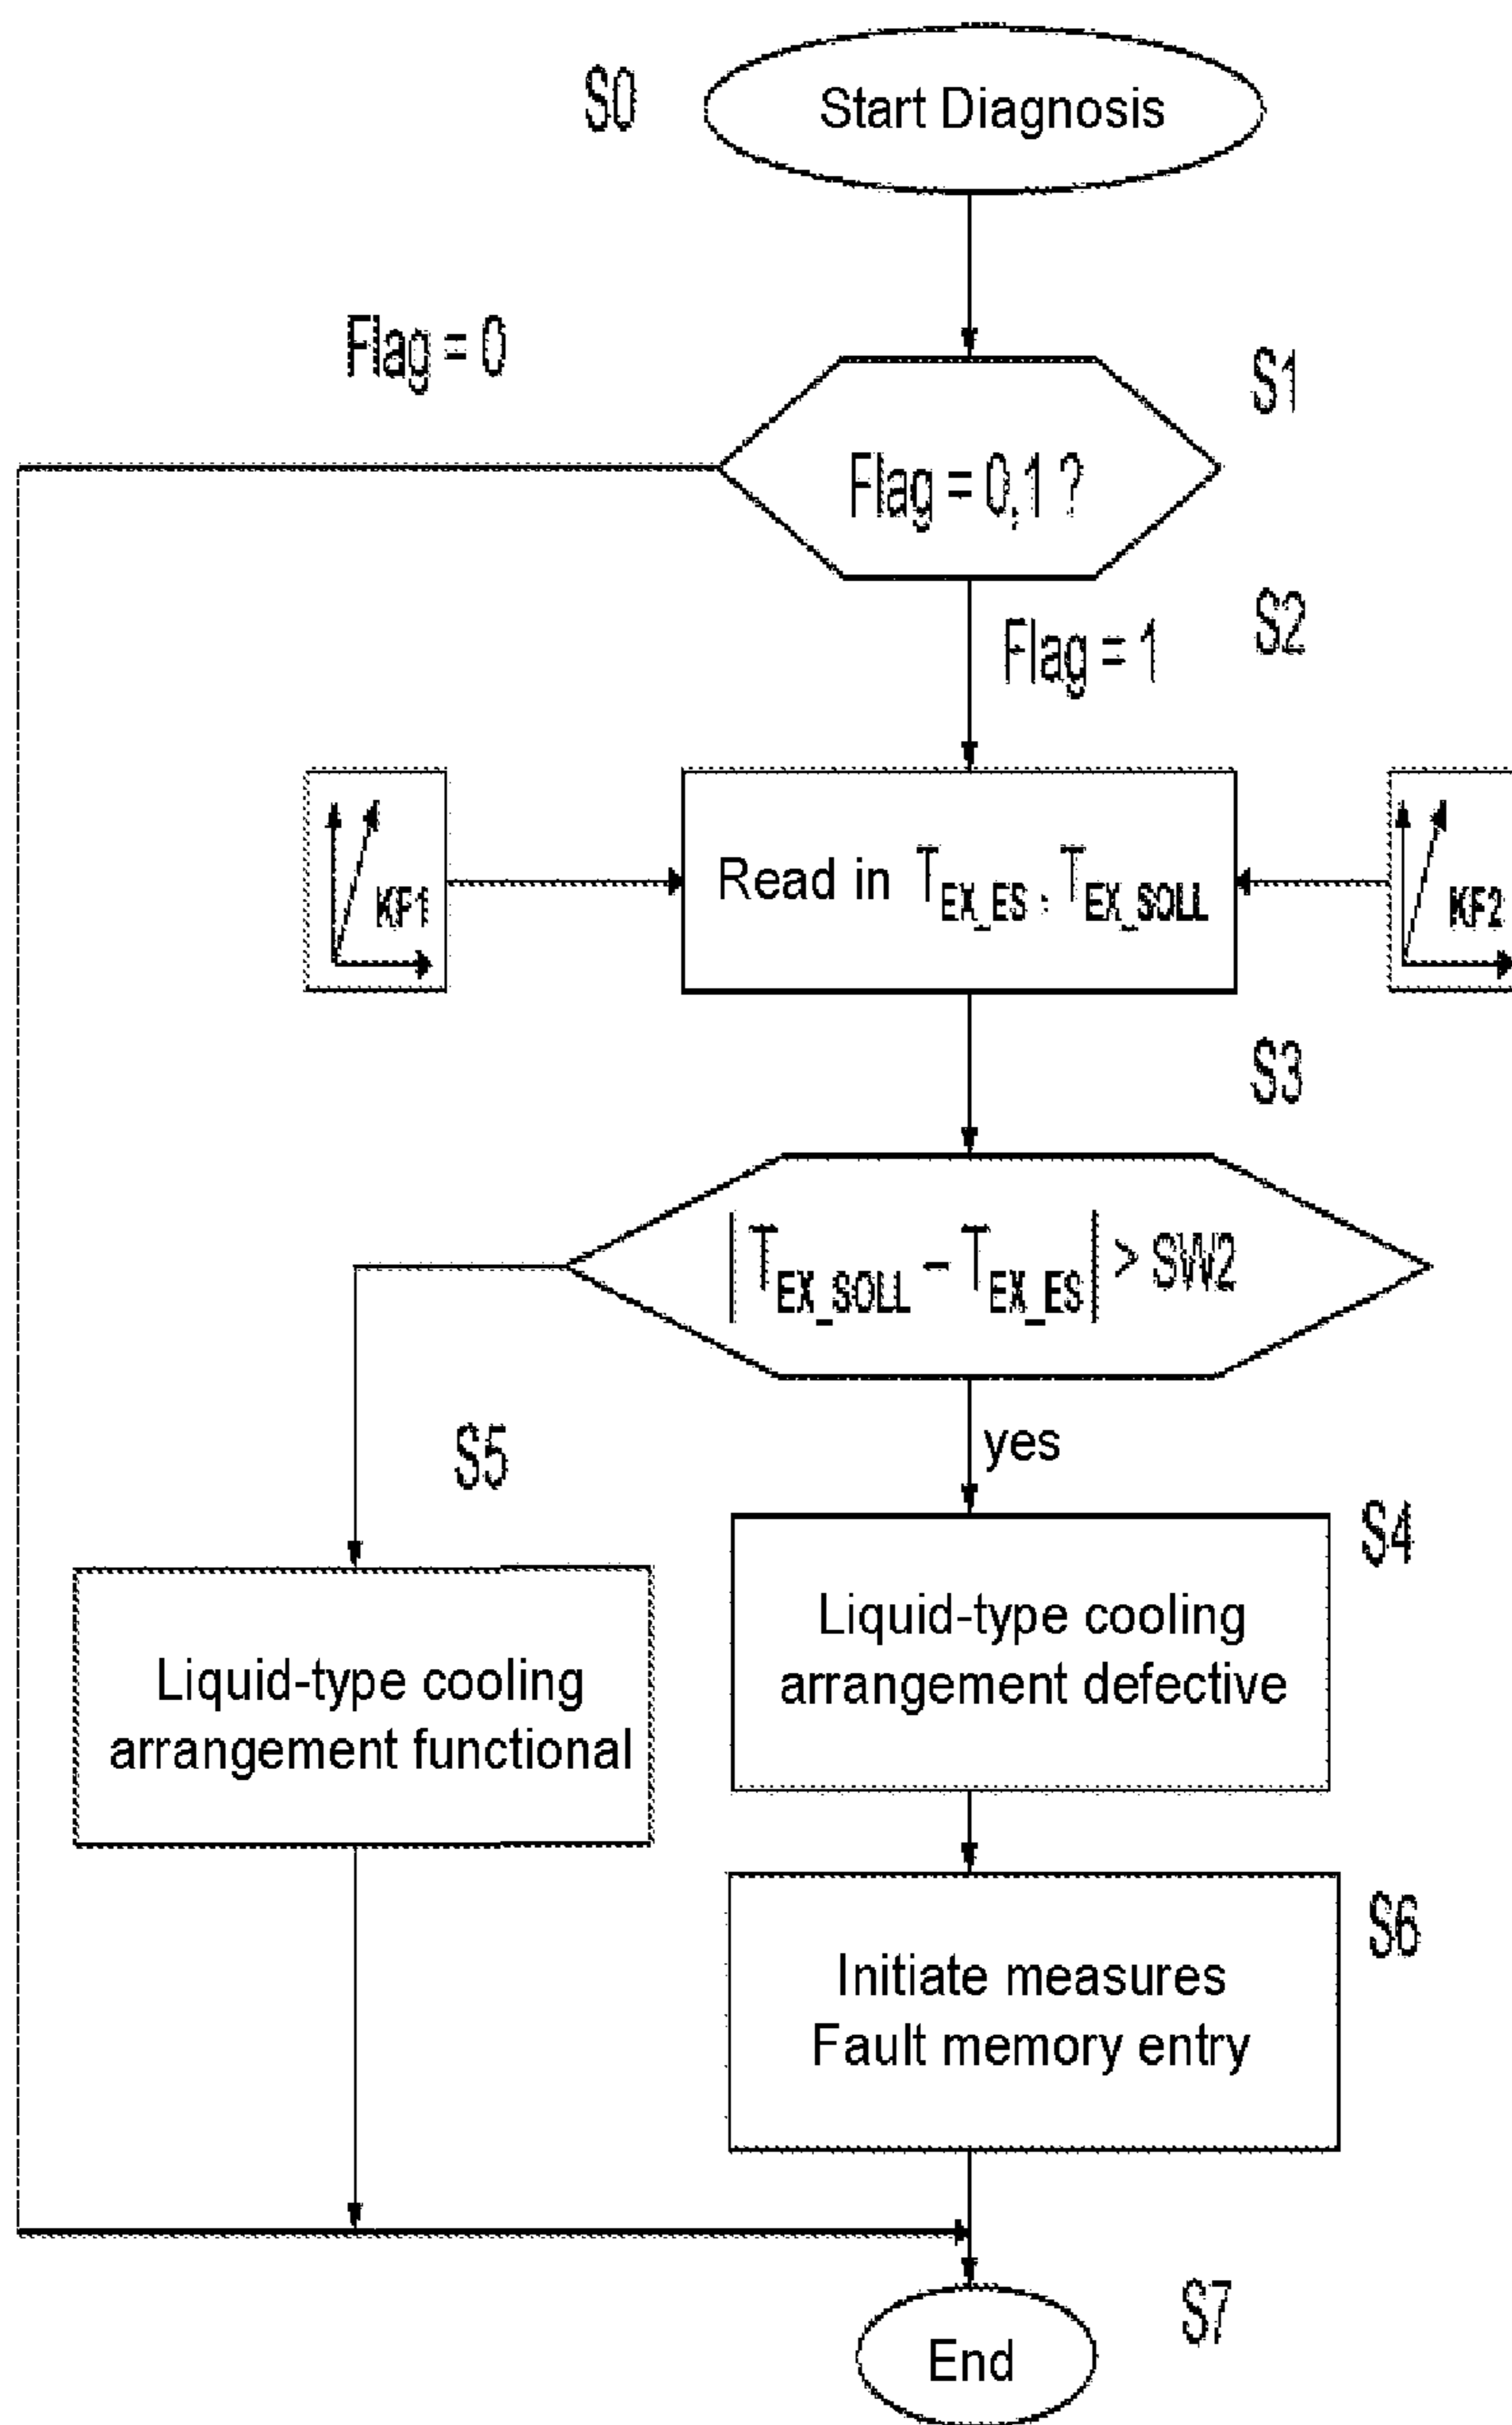 S0
Start Diagnosis
Flag = 0
S1
Flag = 0,1 ?
S2
Flag = 1
KF1
Read in T_EX_ES, T_EX_SOLL
KF2
S3
|T_EX_SOLL – T_EX_ES| > SW2
yes
S5
S4
Liquid-type cooling
arrangement defective
Liquid-type cooling
arrangement functional
S6
Initiate measures
Fault memory entry
S7
End